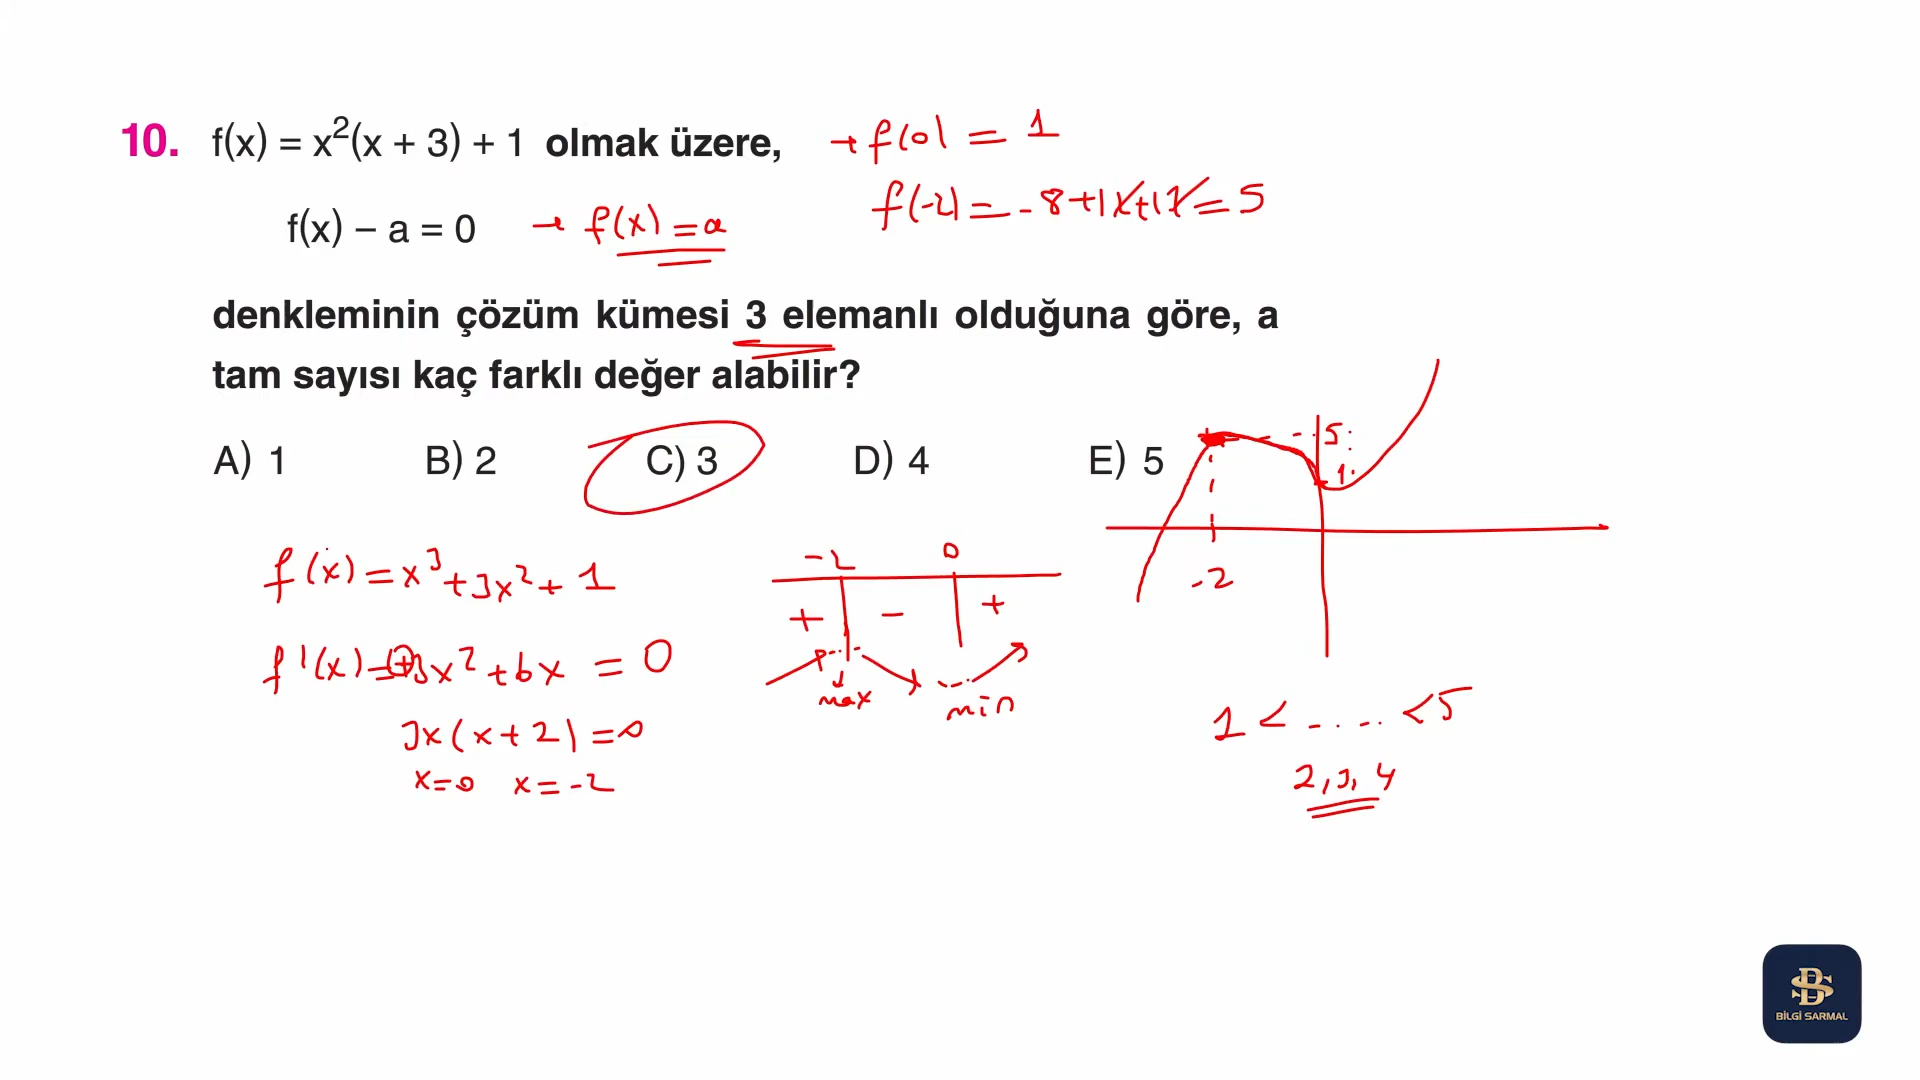 10. f(x) = x²(x + 3) + 1 olmak üzere,
→ f(0) = 1
f(x) – a = 0 → f(x) = a
f(-2) = -8+12+1 = 5
denkleminin çözüm kümesi 3 elemanlı olduğuna göre, a
tam sayısı kaç farklı değer alabilir?
A) 1 B) 2 C) 3 D) 4 E) 5
5
1
-2
f(x) = x³+3x²+1
-2 0
+ - +
max min
f'(x) = 3x²+6x = 0
3x(x+2) = 0
x=0 x=-2
1 < ..... < 5
2, 3, 4
BİLGİ SARMAL